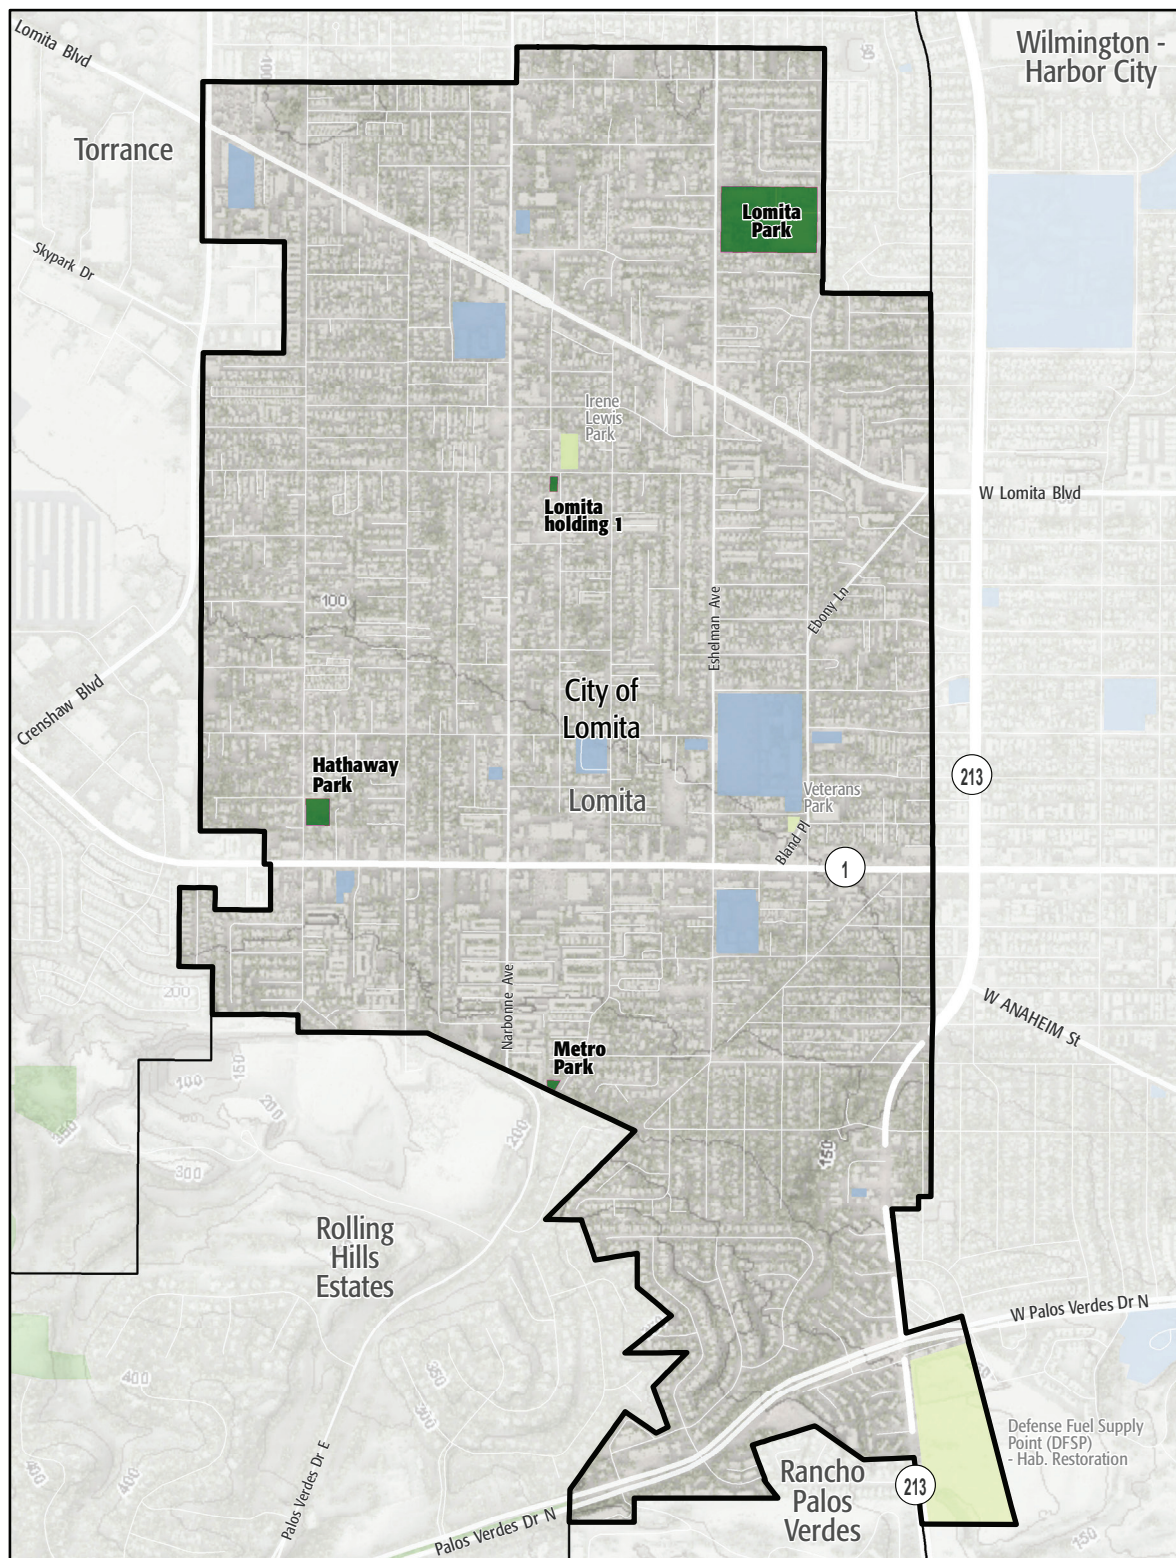 Lomita Blvd
Wilmington -
Harbor City
100
Torrance
Lomita
Park
Skypark Dr
Irene
Lewis
Park
W Lomita Blvd
Lomita
holding 1
100
Eshelman Ave
Ebony Ln
Crenshaw Blvd
City of
Lomita
Hathaway
Park
213
Lomita
Veterans
Park
Bland Pl
1
Narbonne Ave
200
W ANAHEIM St
Metro
Park
100
150
200
350
200
300
150
Rolling
Hills
Estates
W Palos Verdes Dr N
400
350
300
Defense Fuel Supply
Point (DFSP)
- Hab. Restoration
Rancho
Palos
Verdes
213
400
400
Palos Verdes Dr E
Palos Verdes Dr N
150